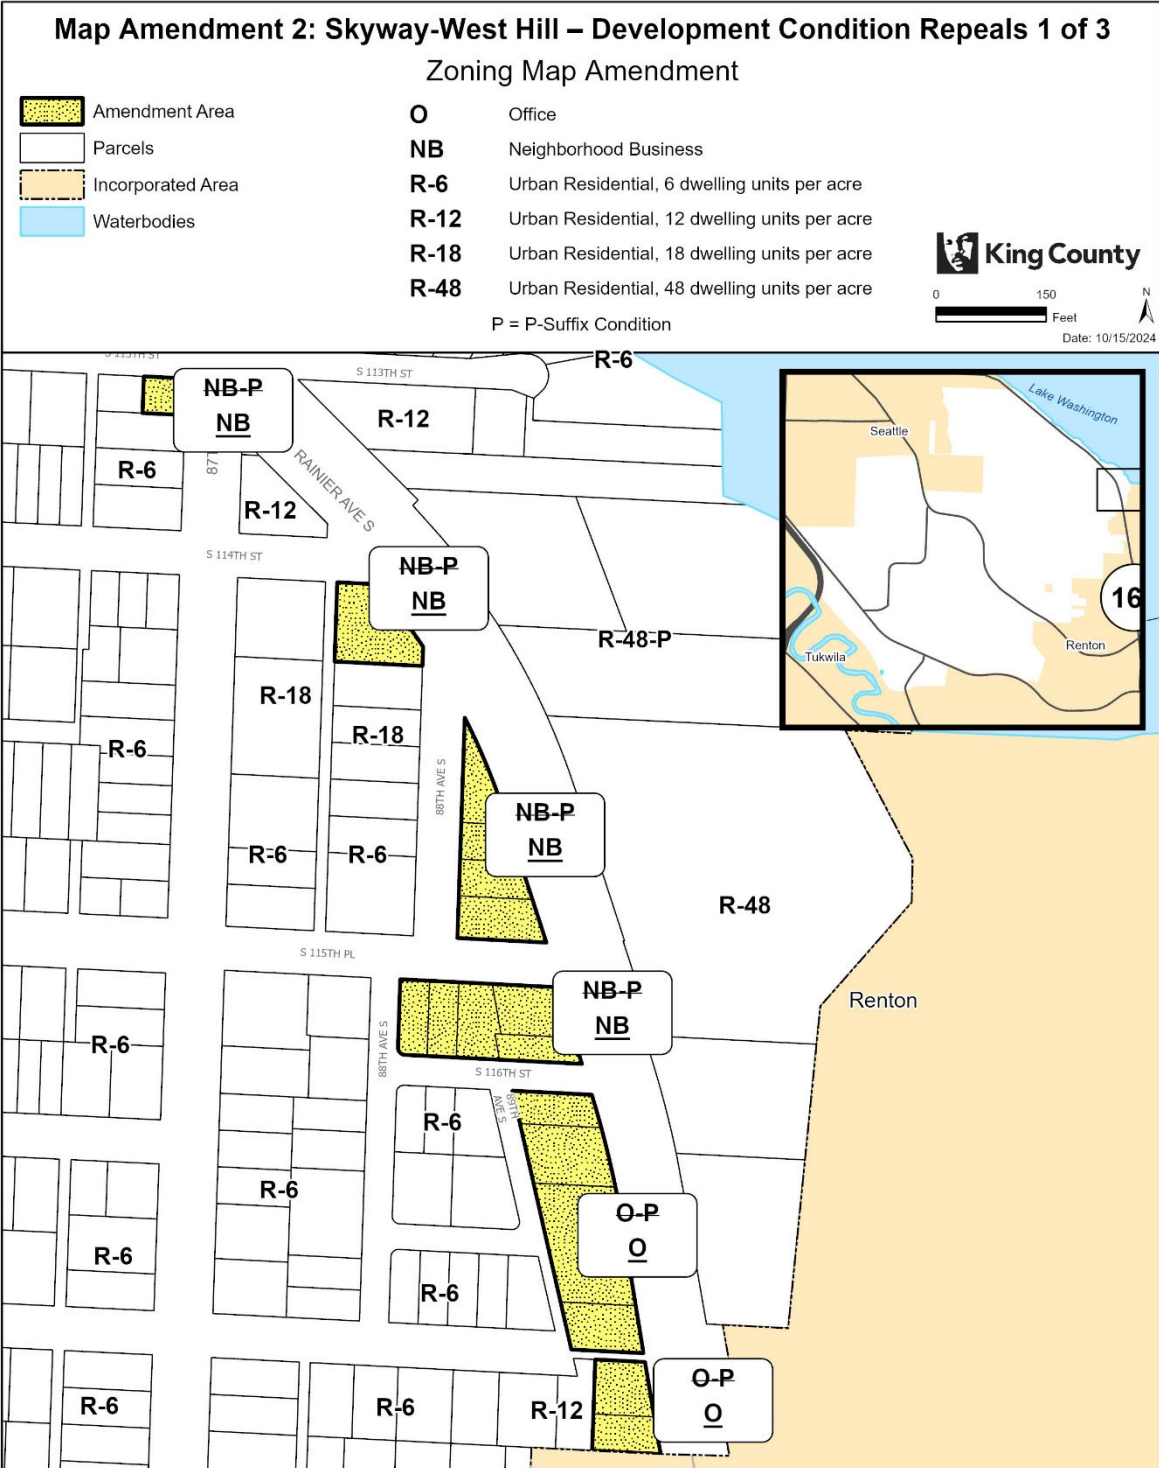 Map Amendment 2: Skyway-West Hill – Development Condition Repeals 1 of 3
Zoning Map Amendment
Amendment Area
Parcels
Incorporated Area
Waterbodies
O Office
NB Neighborhood Business
R-6 Urban Residential, 6 dwelling units per acre
R-12 Urban Residential, 12 dwelling units per acre
R-18 Urban Residential, 18 dwelling units per acre
R-48 Urban Residential, 48 dwelling units per acre
P = P-Suffix Condition
King County
0 150
Feet
N
Date: 10/15/2024
S 113TH ST
R-6
NB-P
NB
R-12
R-6
RAINIER AVE S
R-12
S 114TH ST
NB-P
NB
R-48-P
R-18
R-18
R-6
88TH AVE S
NB-P
NB
R-6
R-6
R-48
S 115TH PL
NB-P
NB
Renton
R-6
88TH AVE S
S 116TH ST
89TH
AVE S
R-6
R-6
O-P
O
R-6
R-6
O-P
O
R-6
R-6
R-12
Lake Washington
Seattle
16
Renton
Tukwila